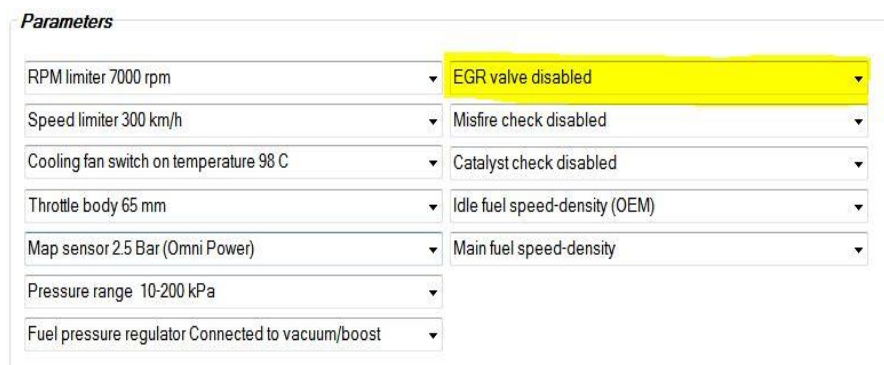 Parameters
RPM limiter 7000 rpm
EGR valve disabled
Speed limiter 300 km/h
Misfire check disabled
Cooling fan switch on temperature 98 C
Catalyst check disabled
Throttle body 65 mm
Idle fuel speed-density (OEM)
Map sensor 2.5 Bar (Omni Power)
Main fuel speed-density
Pressure range 10-200 kPa
Fuel pressure regulator Connected to vacuum/boost